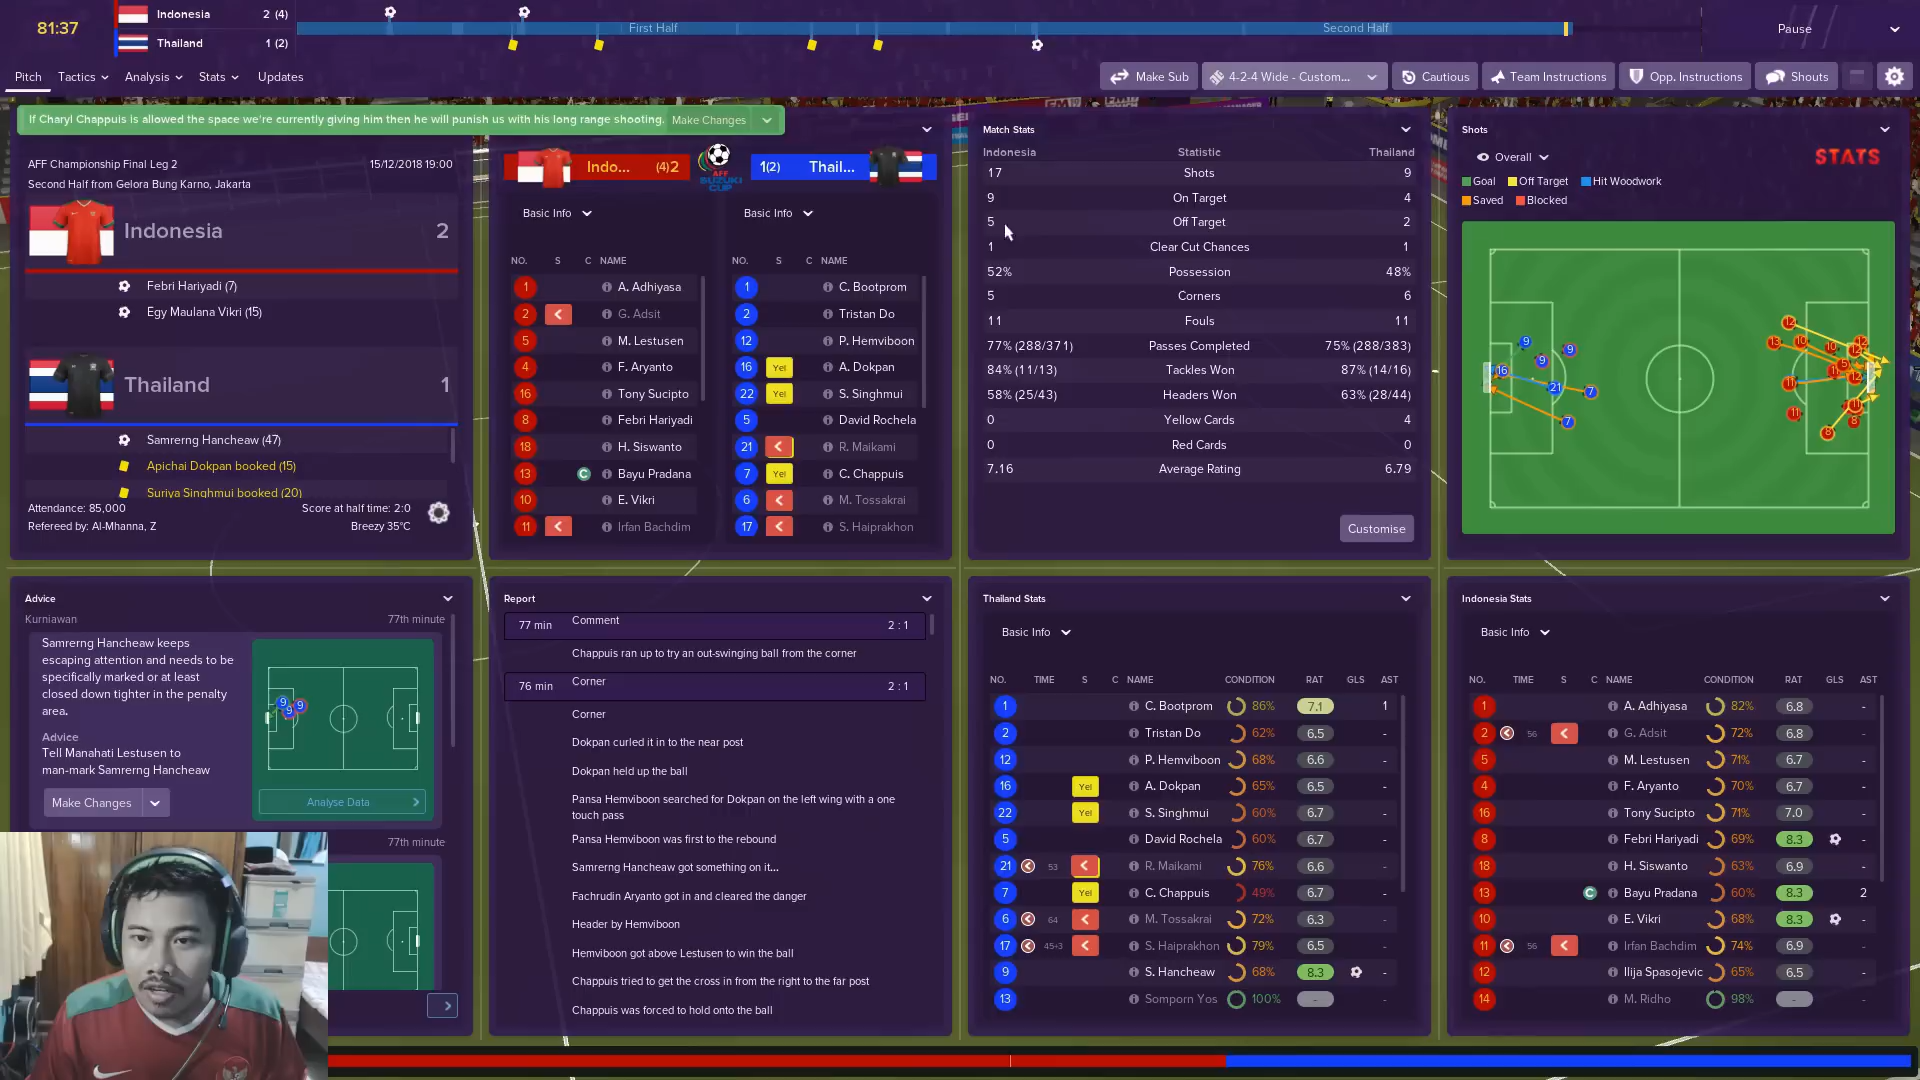 81:37
Indonesia 2 (4)
Thailand 1 (2)
First Half
Second Half
Pause
Pitch Tactics Analysis Stats Updates
Make Sub 4-2-4 Wide - Custom... Cautious Team Instructions Opp. Instructions Shouts
If Charyl Chappuis is allowed the space we're currently giving him then he will punish us with his long range shooting. Make Changes
AFF Championship Final Leg 2 15/12/2018 19:00
Second Half from Gelora Bung Karno, Jakarta
Indonesia 2
Febri Hariyadi (7)
Egy Maulana Vikri (15)
Thailand 1
Samrerng Hancheaw (47)
Apichai Dokpan booked (15)
Suriya Singhmui booked (20)
Attendance: 85,000 Score at half time: 2:0
Refereed by: Al-Mhanna, Z Breezy 35°C
Indo... (4)2 AFF SUZUKI CUP 1(2) Thail...
Basic Info Basic Info
NO. S C NAME NO. S C NAME
1 A. Adhiyasa 1 C. Bootprom
2 G. Adsit 2 Tristan Do
5 M. Lestusen 12 P. Hemviboon
4 F. Aryanto 16 Yel A. Dokpan
16 Tony Sucipto 22 Yel S. Singhmui
8 Febri Hariyadi 5 David Rochela
18 H. Siswanto 21 R. Maikami
13 C Bayu Pradana 7 Yel C. Chappuis
10 E. Vikri 6 M. Tossakrai
11 Irfan Bachdim 17 S. Haiprakhon
Match Stats
Indonesia Statistic Thailand
17 Shots 9
9 On Target 4
5 Off Target 2
1 Clear Cut Chances 1
52% Possession 48%
5 Corners 6
11 Fouls 11
77% (288/371) Passes Completed 75% (288/383)
84% (11/13) Tackles Won 87% (14/16)
58% (25/43) Headers Won 63% (28/44)
0 Yellow Cards 4
0 Red Cards 0
7.16 Average Rating 6.79
Customise
Shots
Overall STATS
Goal Off Target Hit Woodwork
Saved Blocked
Advice
Kurniawan 77th minute
Samrerng Hancheaw keeps
escaping attention and needs to be
specifically marked or at least
closed down tighter in the penalty
area.
Advice
Tell Manahati Lestusen to
man-mark Samrerng Hancheaw
Make Changes Analyse Data
77th minute
Report
77 min Comment 2 : 1
Chappuis ran up to try an out-swinging ball from the corner
76 min Corner 2 : 1
Corner
Dokpan curled it in to the near post
Dokpan held up the ball
Pansa Hemviboon searched for Dokpan on the left wing with a one
touch pass
Pansa Hemviboon was first to the rebound
Samrerng Hancheaw got something on it...
Fachrudin Aryanto got in and cleared the danger
Header by Hemviboon
Hemviboon got above Lestusen to win the ball
Chappuis tried to get the cross in from the right to the far post
Chappuis was forced to hold onto the ball
Thailand Stats
Basic Info
NO. TIME S C NAME CONDITION RAT GLS AST
1 C. Bootprom 86% 7.1 1
2 Tristan Do 62% 6.5 -
12 P. Hemviboon 68% 6.6 -
16 Yel A. Dokpan 65% 6.5 -
22 Yel S. Singhmui 60% 6.7 -
5 David Rochela 60% 6.7 -
21 53 R. Maikami 76% 6.6 -
7 Yel C. Chappuis 49% 6.7 -
6 64 M. Tossakrai 72% 6.3 -
17 45+3 S. Haiprakhon 79% 6.5 -
9 S. Hancheaw 68% 8.3 -
13 Somporn Yos 100% - -
Indonesia Stats
Basic Info
NO. TIME S C NAME CONDITION RAT GLS AST
1 A. Adhiyasa 82% 6.8 -
2 56 G. Adsit 72% 6.8 -
5 M. Lestusen 71% 6.7 -
4 F. Aryanto 70% 6.7 -
16 Tony Sucipto 71% 7.0 -
8 Febri Hariyadi 69% 8.3 -
18 H. Siswanto 63% 6.9 -
13 C Bayu Pradana 60% 8.3 2
10 E. Vikri 68% 8.3 -
11 56 Irfan Bachdim 74% 6.9 -
12 Ilija Spasojevic 65% 6.5 -
14 M. Ridho 98% - -